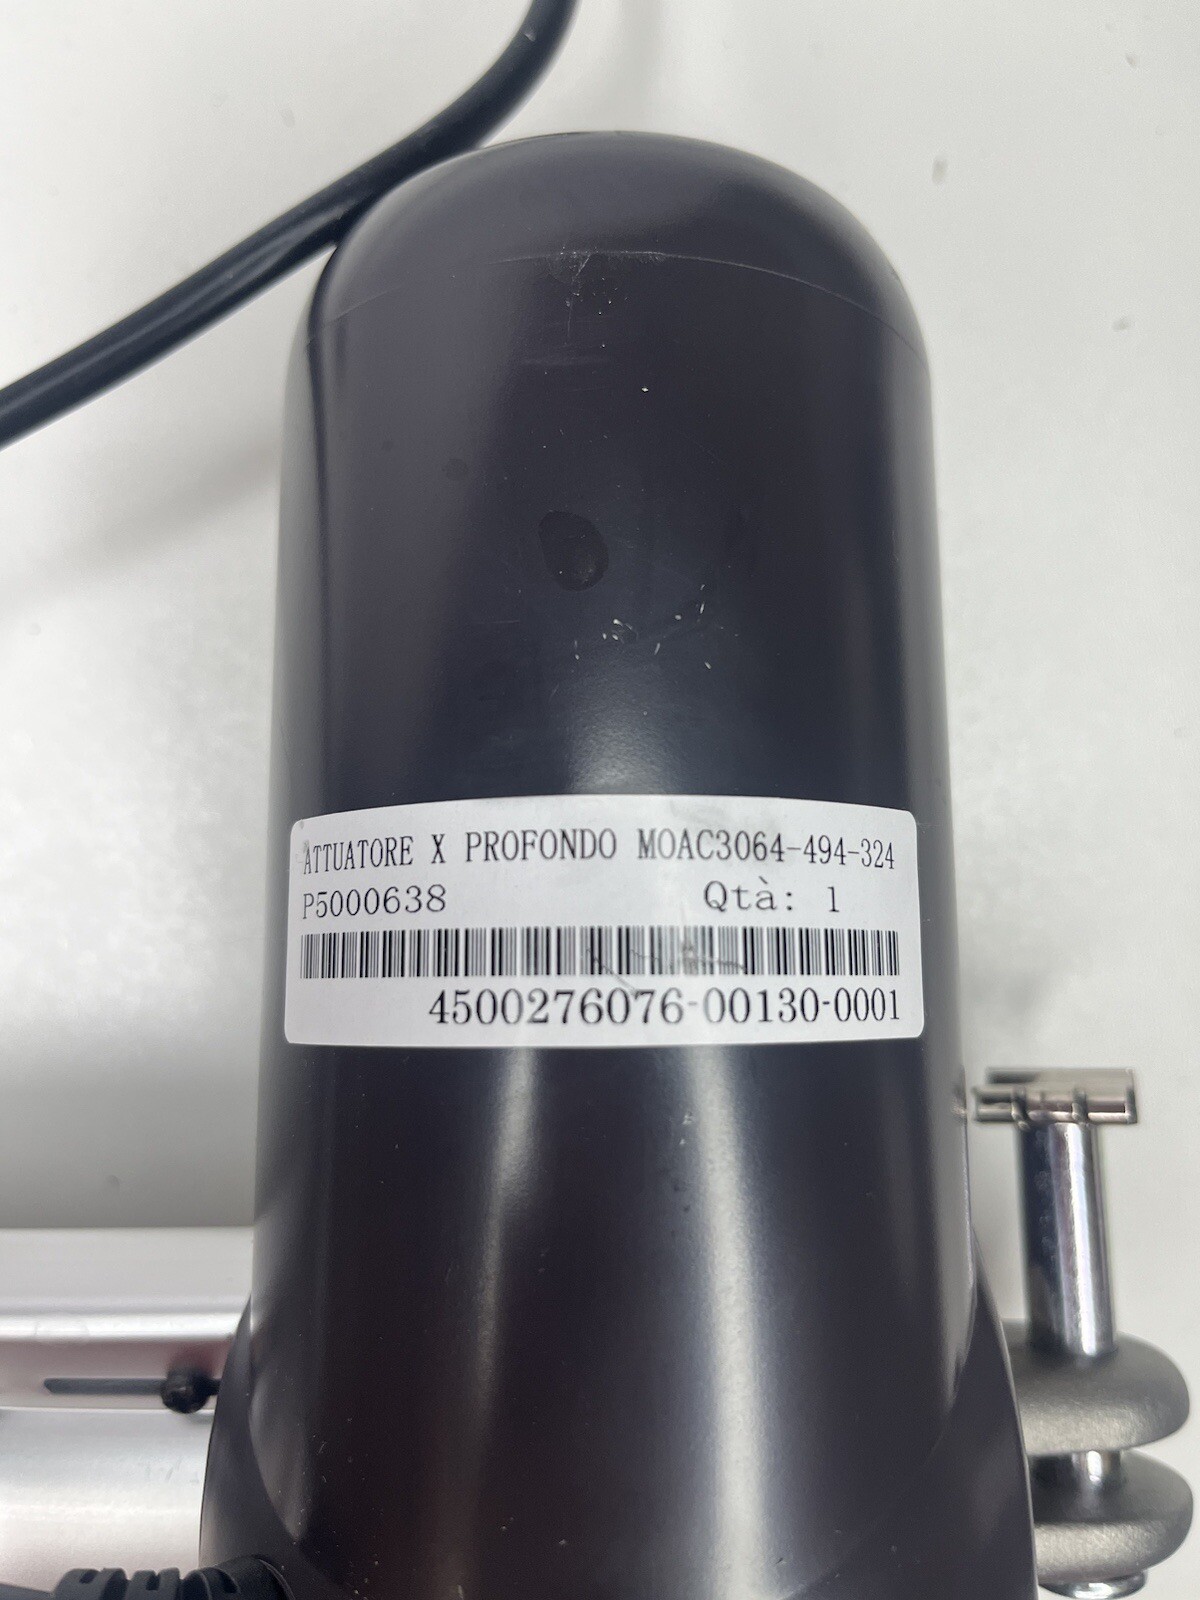 ATTUATORE X PROFONDO MOAC3064-494-324
P5000638 Qtà: 1
4500276076-00130-0001